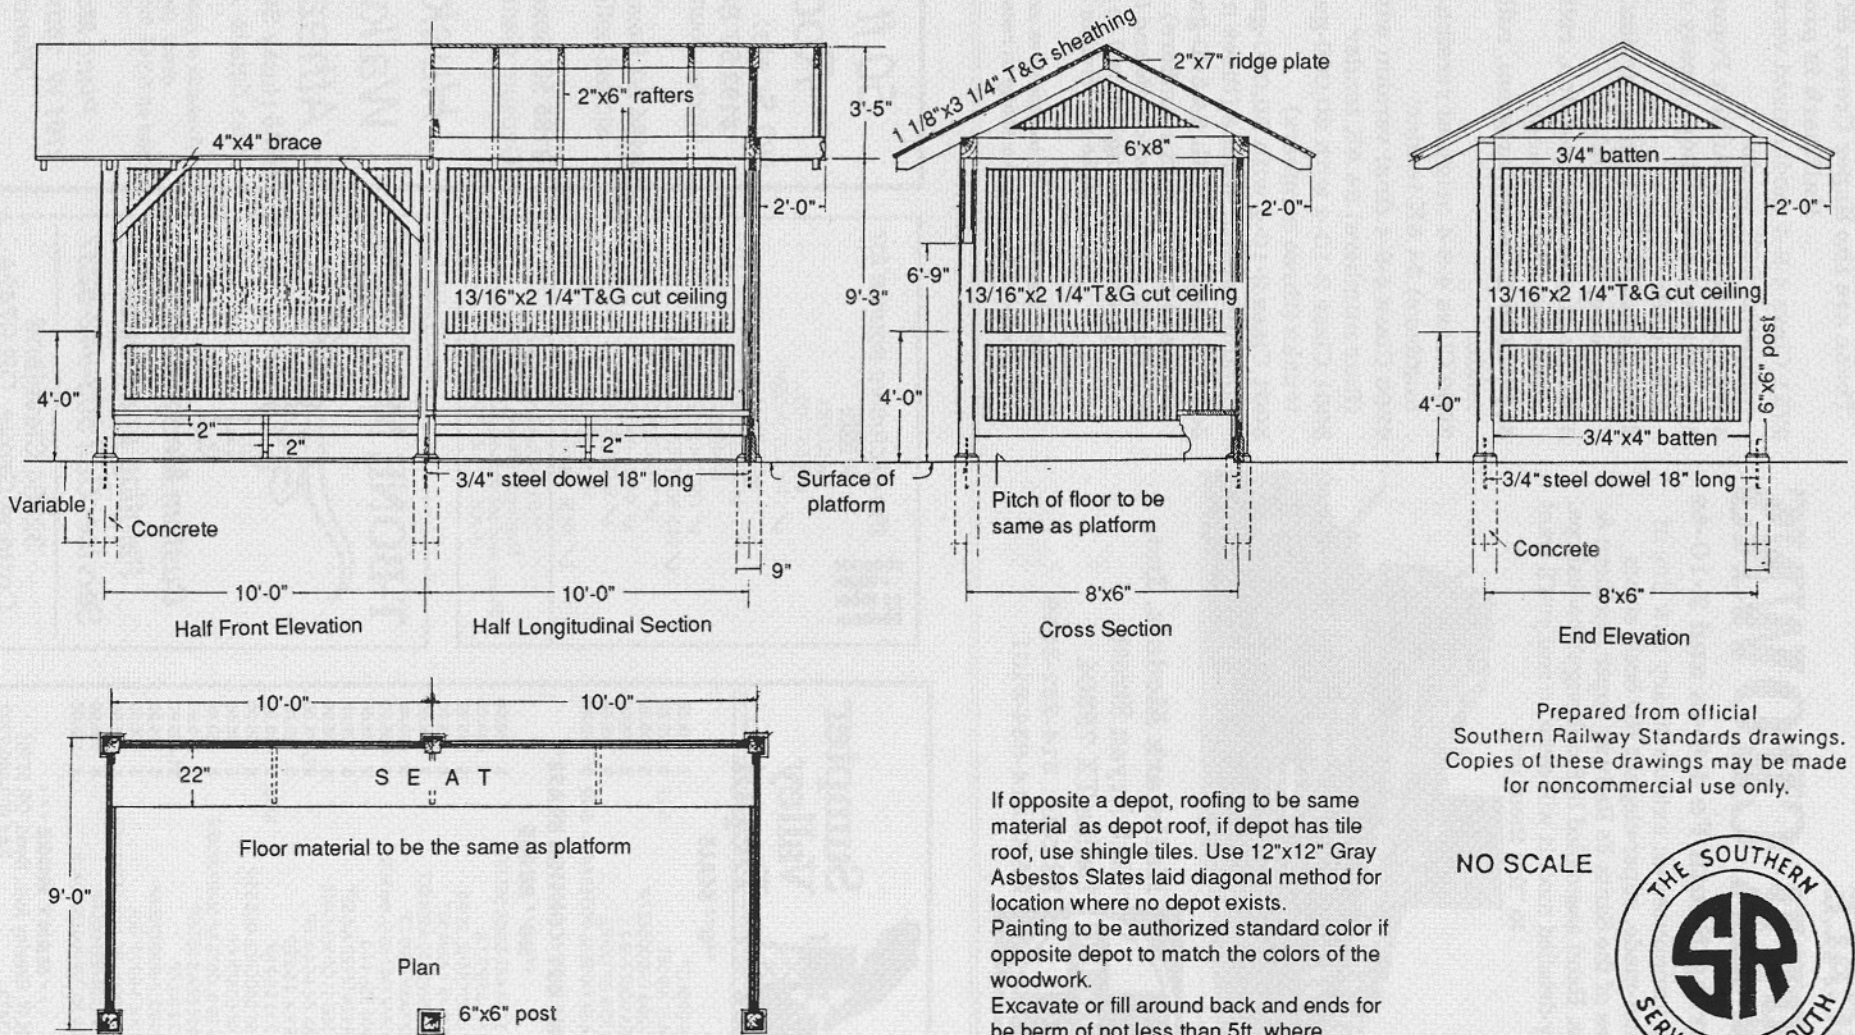 1 1/8"x3 1/4" T&G sheathing
2"x7" ridge plate
2"x6" rafters
3'-5"
4"x4" brace
6'x8"
3/4" batten
2'-0"
2'-0"
2'-0"
6'-9"
9'-3"
13/16"x2 1/4"T&G cut ceiling
13/16"x2 1/4"T&G cut ceiling
13/16"x2 1/4"T&G cut ceiling
6"x6" post
4'-0"
4'-0"
4'-0"
2"
2"
2"
3/4"x4" batten
3/4" steel dowel 18" long
Surface of
platform
3/4" steel dowel 18" long
Variable
Concrete
Pitch of floor to be
same as platform
Concrete
9"
10'-0"
10'-0"
8'x6"
8'x6"
Half Front Elevation
Half Longitudinal Section
Cross Section
End Elevation
10'-0"
10'-0"
22"
SEAT
Floor material to be the same as platform
9'-0"
Plan
6"x6" post
If opposite a depot, roofing to be same
material as depot roof, if depot has tile
roof, use shingle tiles. Use 12"x12" Gray
Asbestos Slates laid diagonal method for
location where no depot exists.
Painting to be authorized standard color if
opposite depot to match the colors of the
woodwork.
Excavate or fill around back and ends for
be berm of not less than 5ft. where
Prepared from official
Southern Railway Standards drawings.
Copies of these drawings may be made
for noncommercial use only.
NO SCALE
THE SOUTHERN
SR